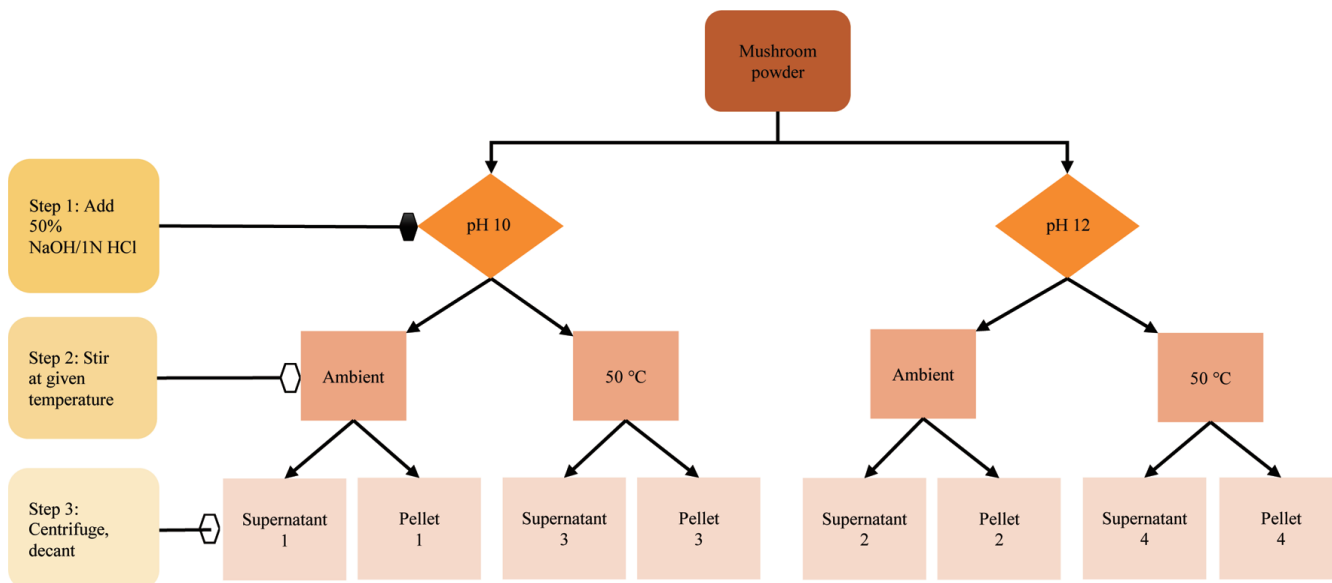 Mushroom
powder
Step 1: Add
50%
NaOH/1N HCl
pH 10
pH 12
Step 2: Stir
at given
temperature
Ambient
50 °C
Ambient
50 °C
Step 3:
Centrifuge,
decant
Supernatant
1
Pellet
1
Supernatant
3
Pellet
3
Supernatant
2
Pellet
2
Supernatant
4
Pellet
4